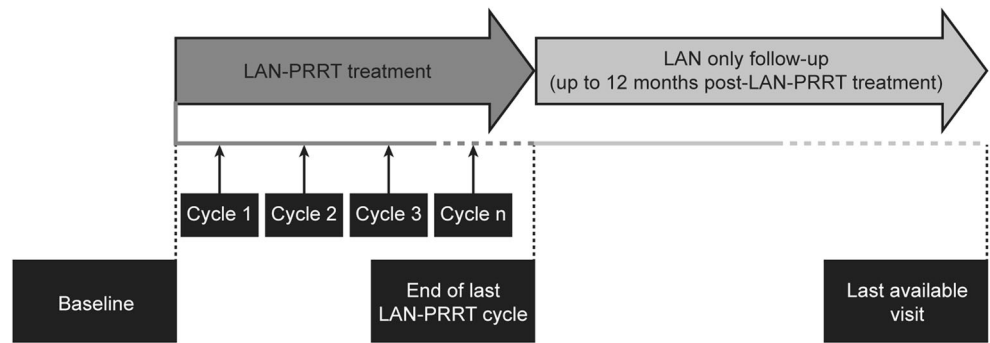 LAN-PRRT treatment
LAN only follow-up
(up to 12 months post-LAN-PRRT treatment)
Cycle 1
Cycle 2
Cycle 3
Cycle n
Baseline
End of last
LAN-PRRT cycle
Last available
visit